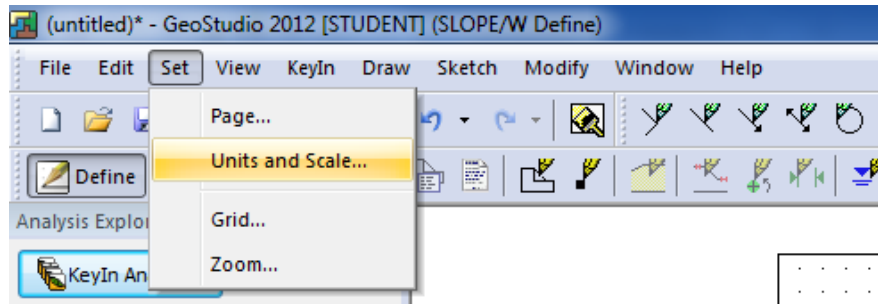 (untitled)* - GeoStudio 2012 [STUDENT] (SLOPE/W Define)
File Edit Set View KeyIn Draw Sketch Modify Window Help
Page...
Units and Scale...
Define
Grid...
Analysis Explo
Zoom...
KeyIn An